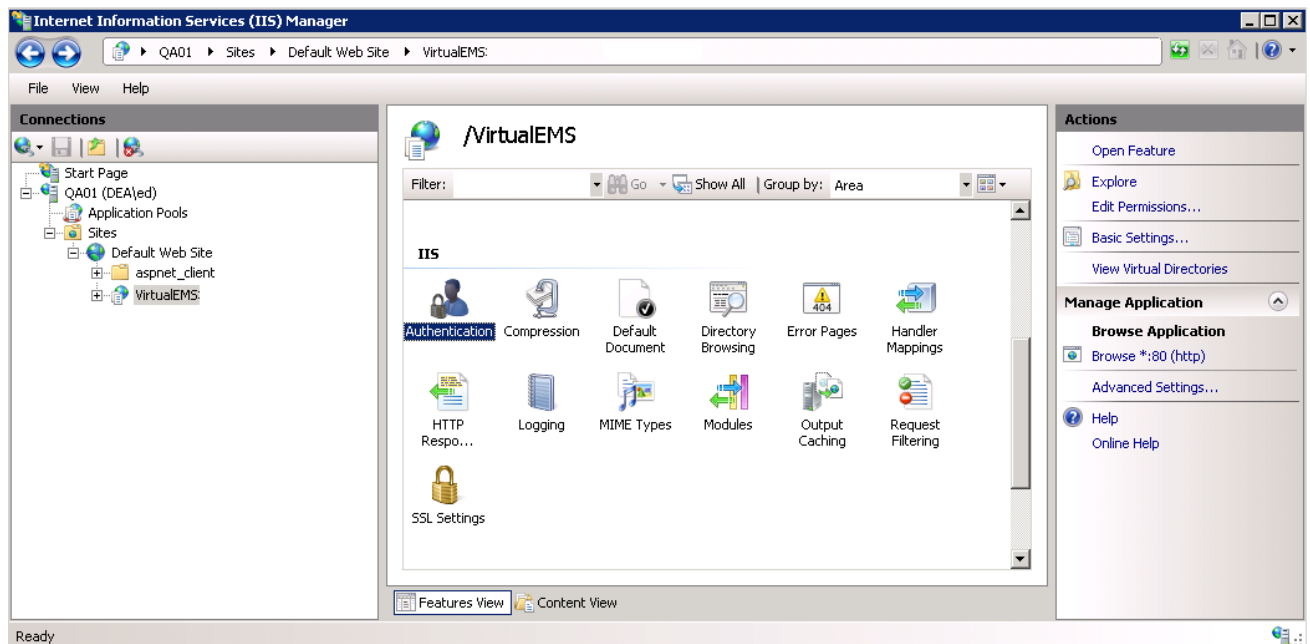 Internet Information Services (IIS) Manager
QA01 Sites Default Web Site VirtualEMS:
File View Help
Connections
Start Page
QA01 (DEA\ed)
Application Pools
Sites
Default Web Site
aspnet_client
VirtualEMS:
/VirtualEMS
Filter: Go Show All Group by: Area
IIS
Authentication Compression Default Document Directory Browsing Error Pages Handler Mappings
404
HTTP Respo... Logging MIME Types Modules Output Caching Request Filtering
SSL Settings
Features View Content View
Actions
Open Feature
Explore
Edit Permissions...
Basic Settings...
View Virtual Directories
Manage Application
Browse Application
Browse *:80 (http)
Advanced Settings...
Help
Online Help
Ready